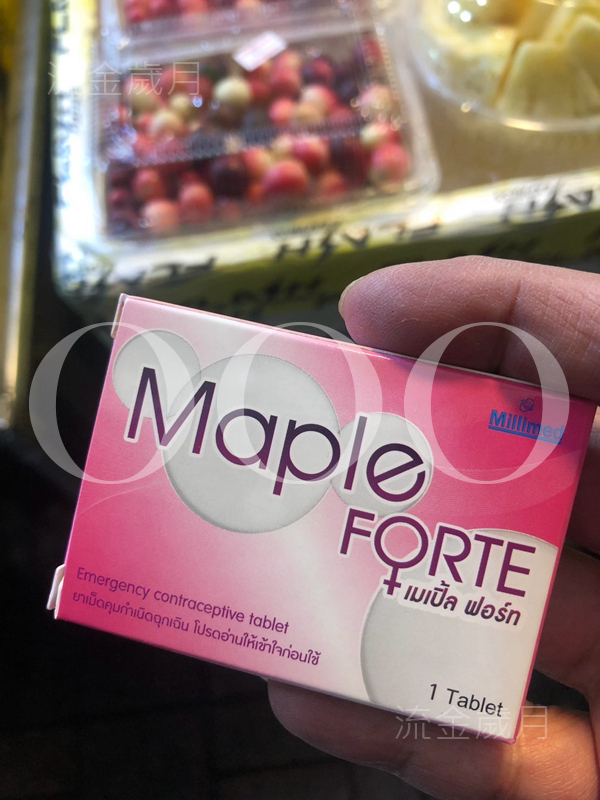 流金歲月
OOO
Millimed
Maple
FORTE
เมเปิ้ล ฟอร์ท
Emergency contraceptive tablet
ยาเม็ดคุมกำเนิดฉุกเฉิน โปรดอ่านให้เข้าใจก่อนใช้
1 Tablet
流金歲月